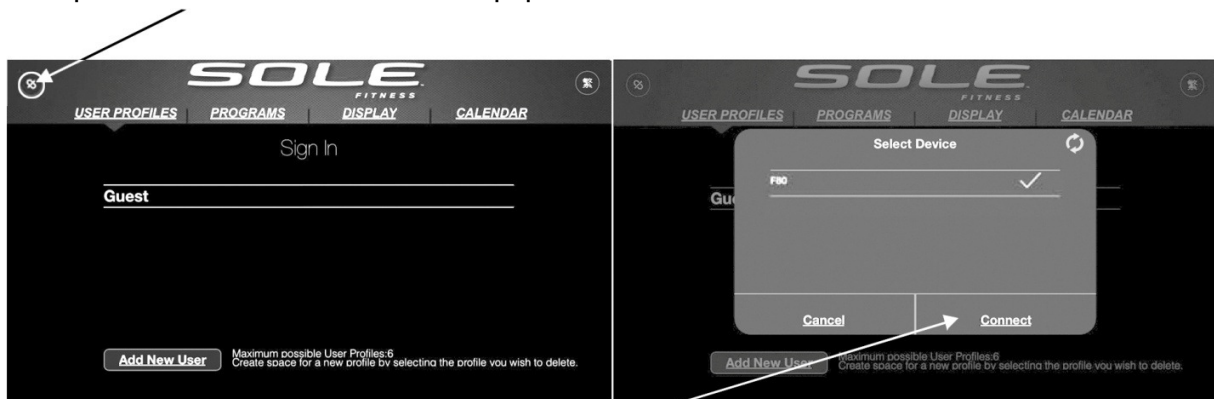 SOLE
FITNESS
繁
USER PROFILES PROGRAMS DISPLAY CALENDAR
Sign In
Guest
Add New User
Maximum possible User Profiles:6
Create space for a new profile by selecting the profile you wish to delete.
SOLE
FITNESS
繁
USER PROFILES PROGRAMS DISPLAY CALENDAR
Select Device
F80
Gue
Cancel Connect
Add New User
Maximum possible User Profiles:6
Create space for a new profile by selecting the profile you wish to delete.